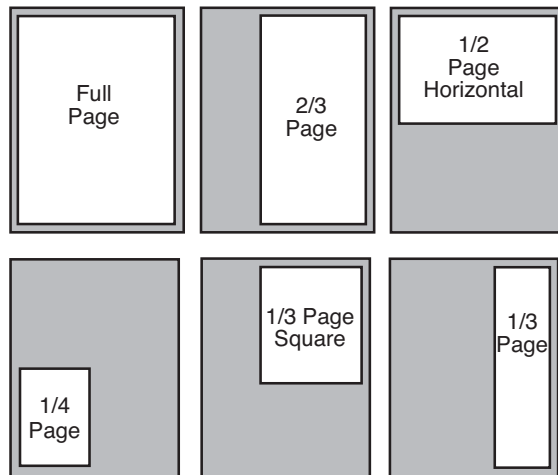 Full
Page
2/3
Page
1/2
Page
Horizontal
1/4
Page
1/3 Page
Square
1/3
Page